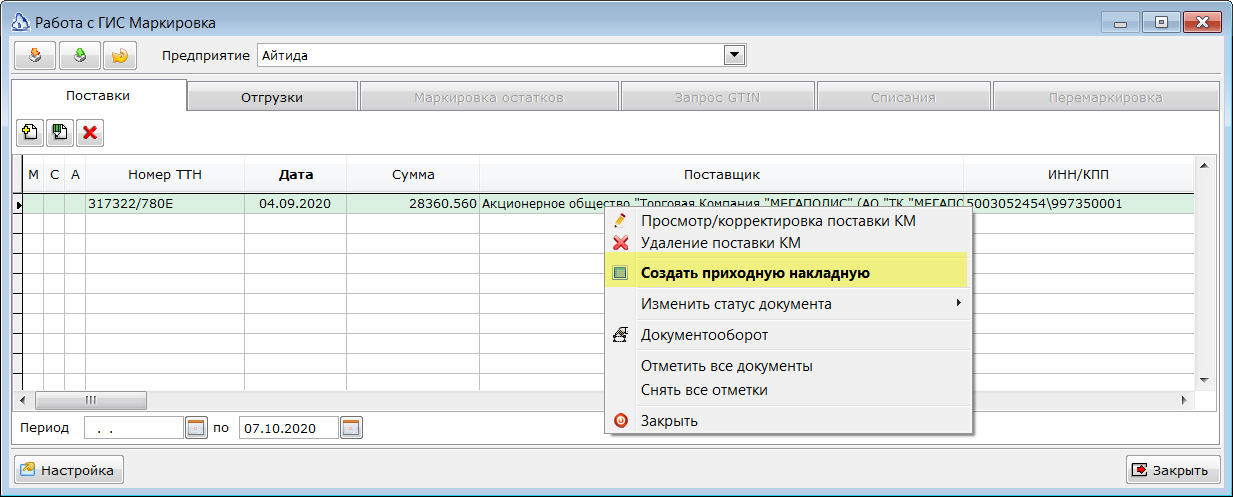 Работа с ГИС Маркировка
Предприятие Айтида
Поставки Отгрузки Маркировка остатков Запрос GTIN Списания Перемаркировка
М С А Номер ТТН Дата Сумма Поставщик ИНН/КПП
317322/780E 04.09.2020 28360.560 Акционерное общество "Торговая Компания "МЕГАПОЛИС" (АО "ТК "МЕГАПО 5003052454\997350001
Просмотр/корректировка поставки КМ
Удаление поставки КМ
Создать приходную накладную
Изменить статус документа
Документооборот
Отметить все документы
Снять все отметки
Закрыть
Период . . по 07.10.2020
Настройка Закрыть